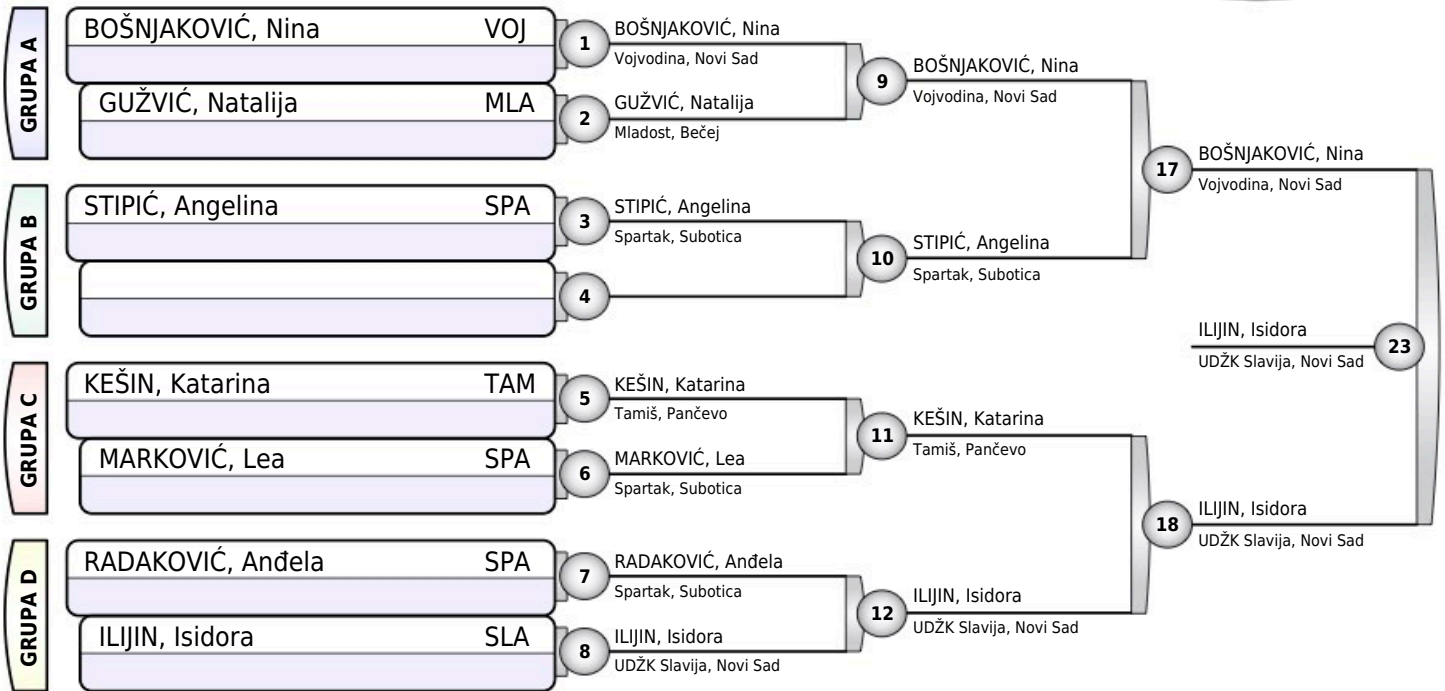 GRUPA A
BOŠNJAKOVIĆ, Nina VOJ
GUŽVIĆ, Natalija MLA
1
BOŠNJAKOVIĆ, Nina
Vojvodina, Novi Sad
2
GUŽVIĆ, Natalija
Mladost, Bečej
9
BOŠNJAKOVIĆ, Nina
Vojvodina, Novi Sad
GRUPA B
STIPIĆ, Angelina SPA
3
STIPIĆ, Angelina
Spartak, Subotica
4
10
STIPIĆ, Angelina
Spartak, Subotica
17
BOŠNJAKOVIĆ, Nina
Vojvodina, Novi Sad
GRUPA C
KEŠIN, Katarina TAM
MARKOVIĆ, Lea SPA
5
KEŠIN, Katarina
Tamiš, Pančevo
6
MARKOVIĆ, Lea
Spartak, Subotica
11
KEŠIN, Katarina
Tamiš, Pančevo
GRUPA D
RADAKOVIĆ, Anđela SPA
ILIJIN, Isidora SLA
7
RADAKOVIĆ, Anđela
Spartak, Subotica
8
ILIJIN, Isidora
UDŽK Slavija, Novi Sad
12
ILIJIN, Isidora
UDŽK Slavija, Novi Sad
18
ILIJIN, Isidora
UDŽK Slavija, Novi Sad
ILIJIN, Isidora
UDŽK Slavija, Novi Sad
23